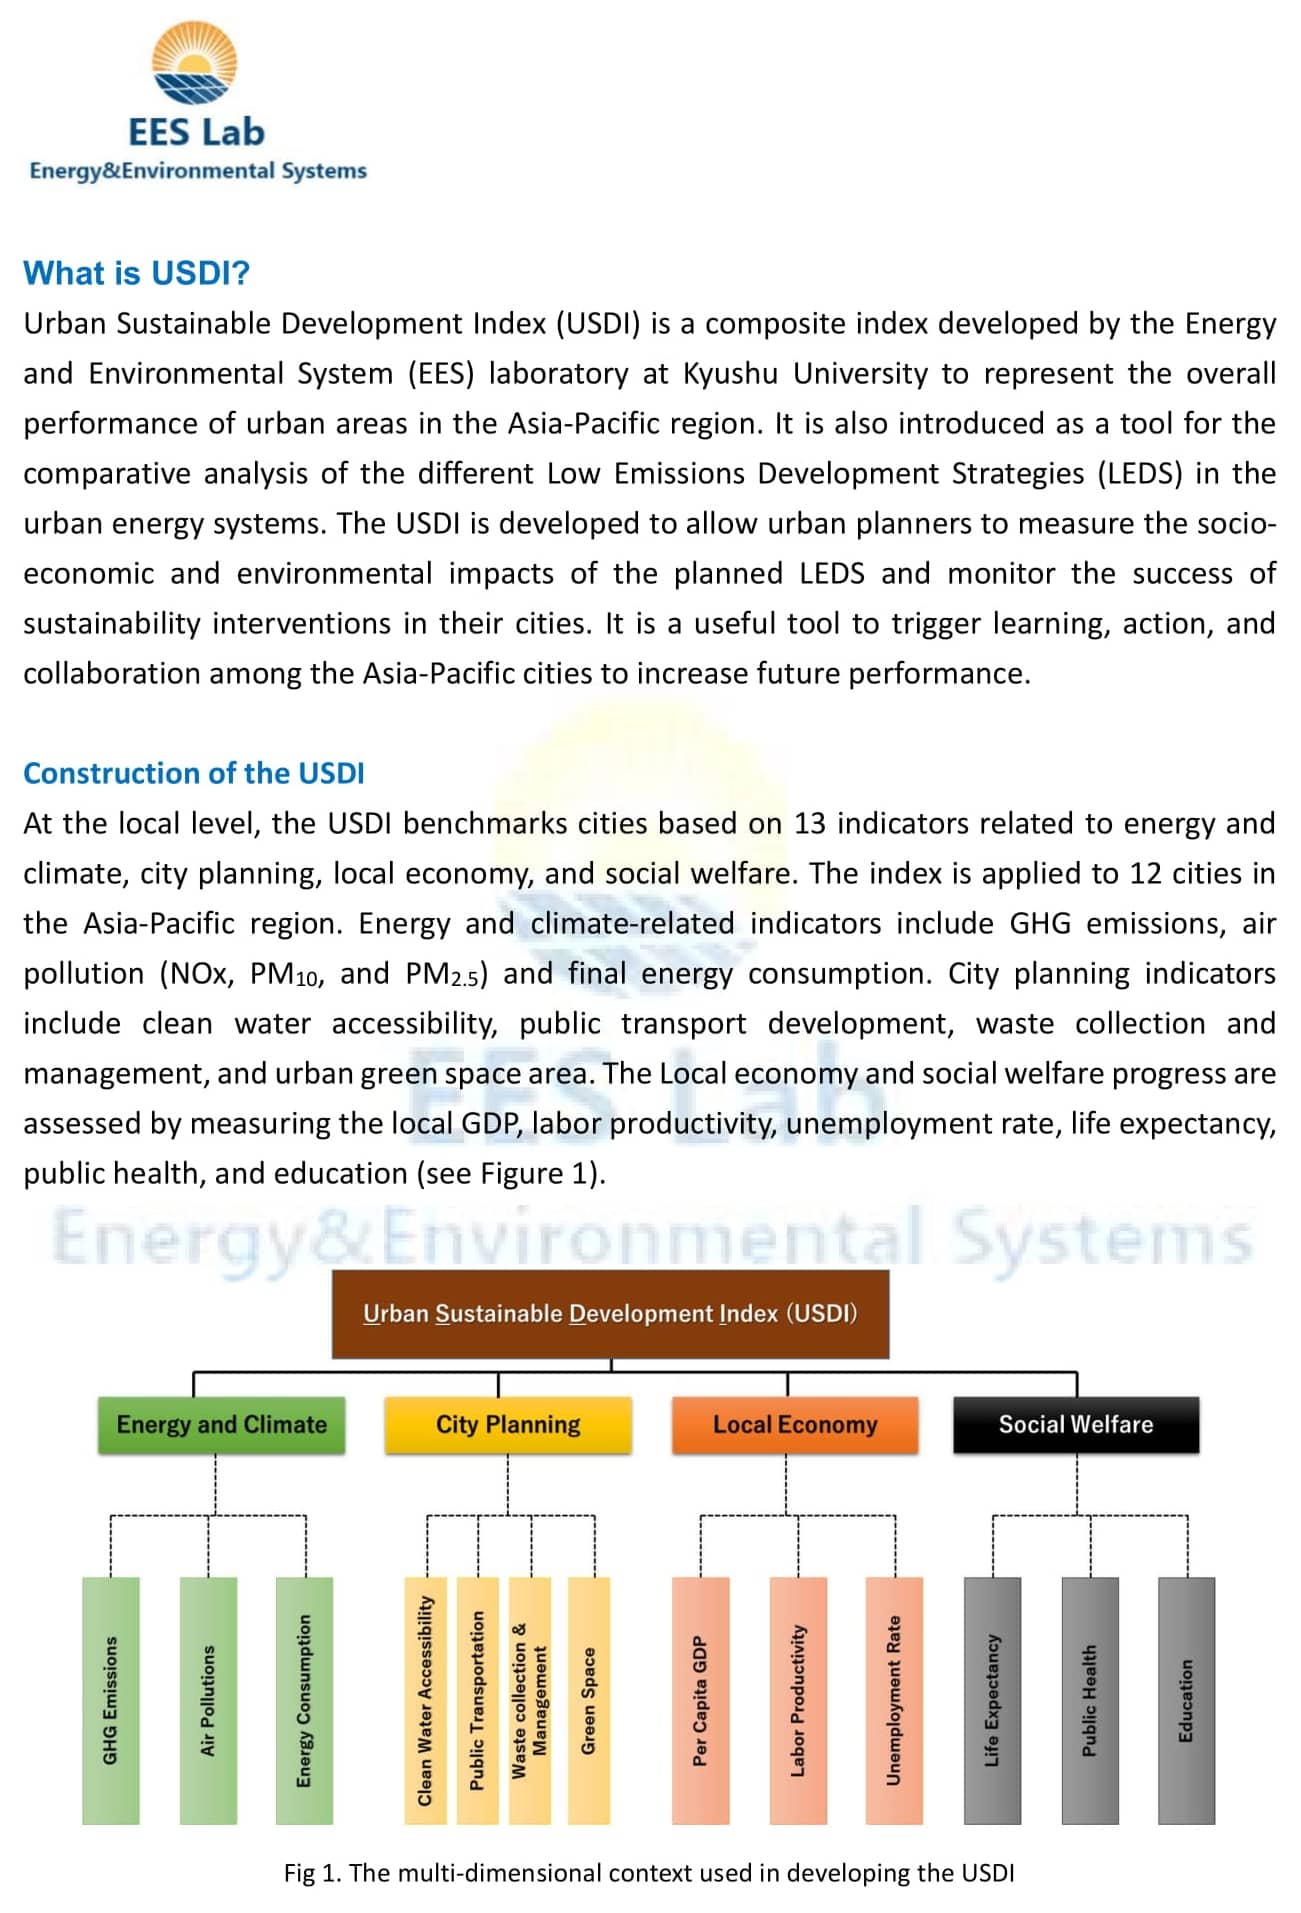 EES Lab
Energy&Environmental Systems
What is USDI?
Urban Sustainable Development Index (USDI) is a composite index developed by the Energy
and Environmental System (EES) laboratory at Kyushu University to represent the overall
performance of urban areas in the Asia-Pacific region. It is also introduced as a tool for the
comparative analysis of the different Low Emissions Development Strategies (LEDS) in the
urban energy systems. The USDI is developed to allow urban planners to measure the socio-
economic and environmental impacts of the planned LEDS and monitor the success of
sustainability interventions in their cities. It is a useful tool to trigger learning, action, and
collaboration among the Asia-Pacific cities to increase future performance.
Construction of the USDI
At the local level, the USDI benchmarks cities based on 13 indicators related to energy and
climate, city planning, local economy, and social welfare. The index is applied to 12 cities in
the Asia-Pacific region. Energy and climate-related indicators include GHG emissions, air
pollution (NOx, PM10, and PM2.5) and final energy consumption. City planning indicators
include clean water accessibility, public transport development, waste collection and
management, and urban green space area. The Local economy and social welfare progress are
assessed by measuring the local GDP, labor productivity, unemployment rate, life expectancy,
public health, and education (see Figure 1).
EES Lab
Energy&Environmental Systems
Urban Sustainable Development Index (USDI)
Energy and Climate
City Planning
Local Economy
Social Welfare
GHG Emissions
Air Pollutions
Energy Consumption
Clean Water Accessibility
Public Transportation
Waste collection &
Management
Green Space
Per Capita GDP
Labor Productivity
Unemployment Rate
Life Expectancy
Public Health
Education
Fig 1. The multi-dimensional context used in developing the USDI